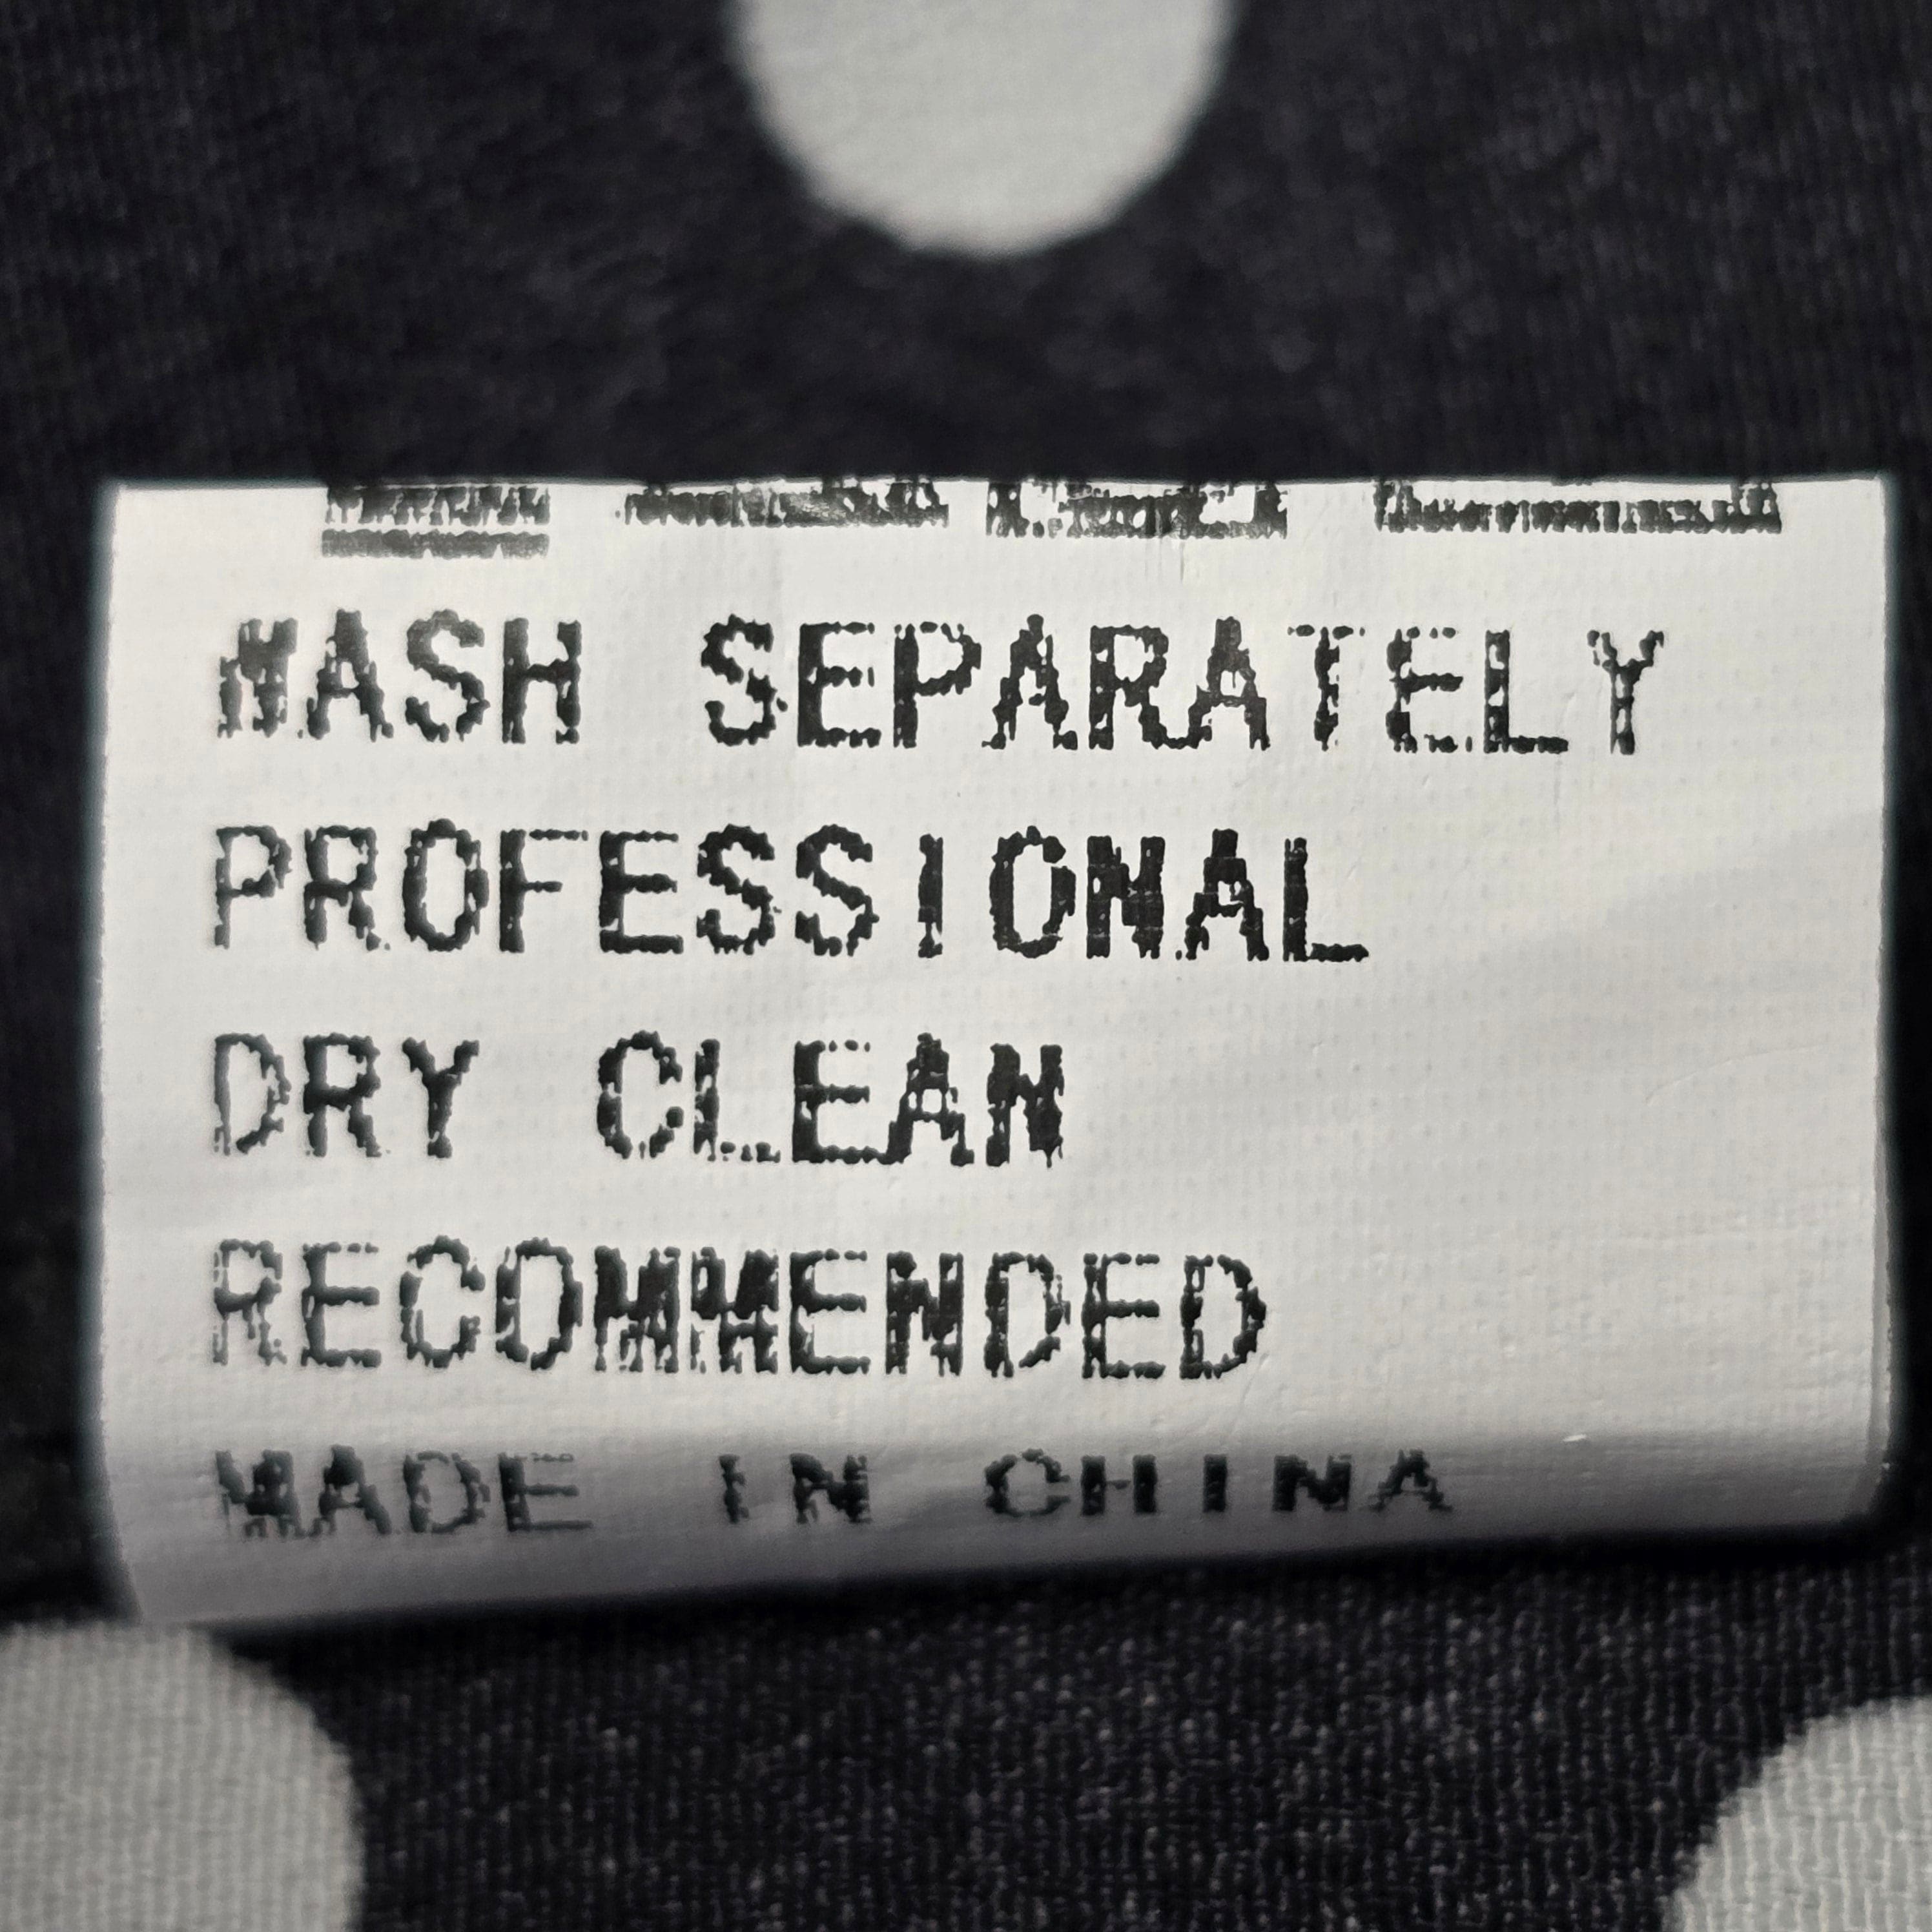 WASH SEPARATELY
PROFESSIONAL
DRY CLEAN
RECOMMENDED
MADE IN CHINA